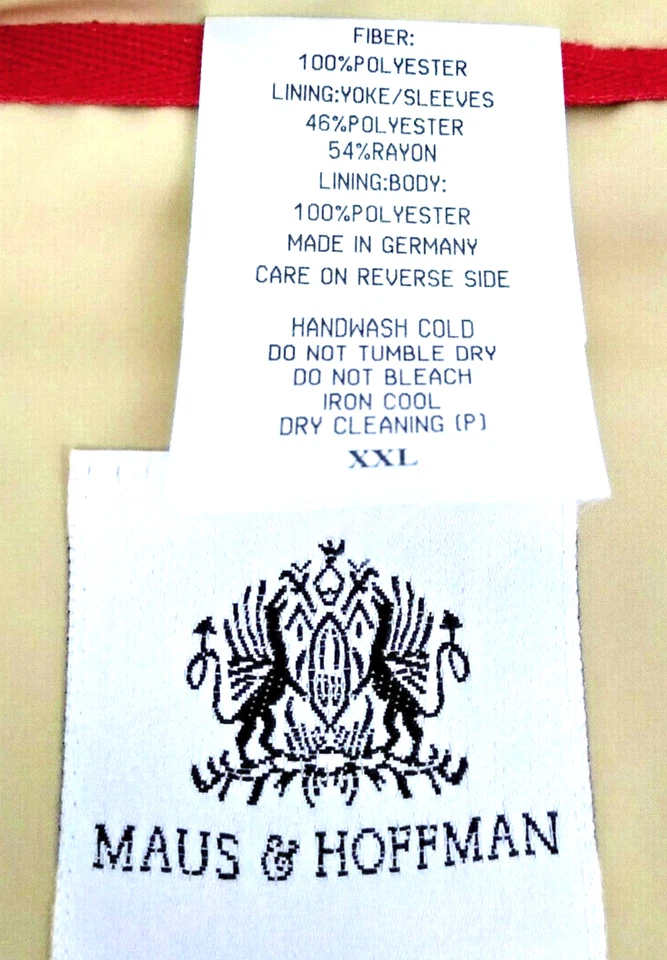 FIBER:
100%POLYESTER
LINING:YOKE/SLEEVES
46%POLYESTER
54%RAYON
LINING:BODY:
100%POLYESTER
MADE IN GERMANY
CARE ON REVERSE SIDE
HANDWASH COLD
DO NOT TUMBLE DRY
DO NOT BLEACH
IRON COOL
DRY CLEANING (P)
XXL
MAUS & HOFFMAN